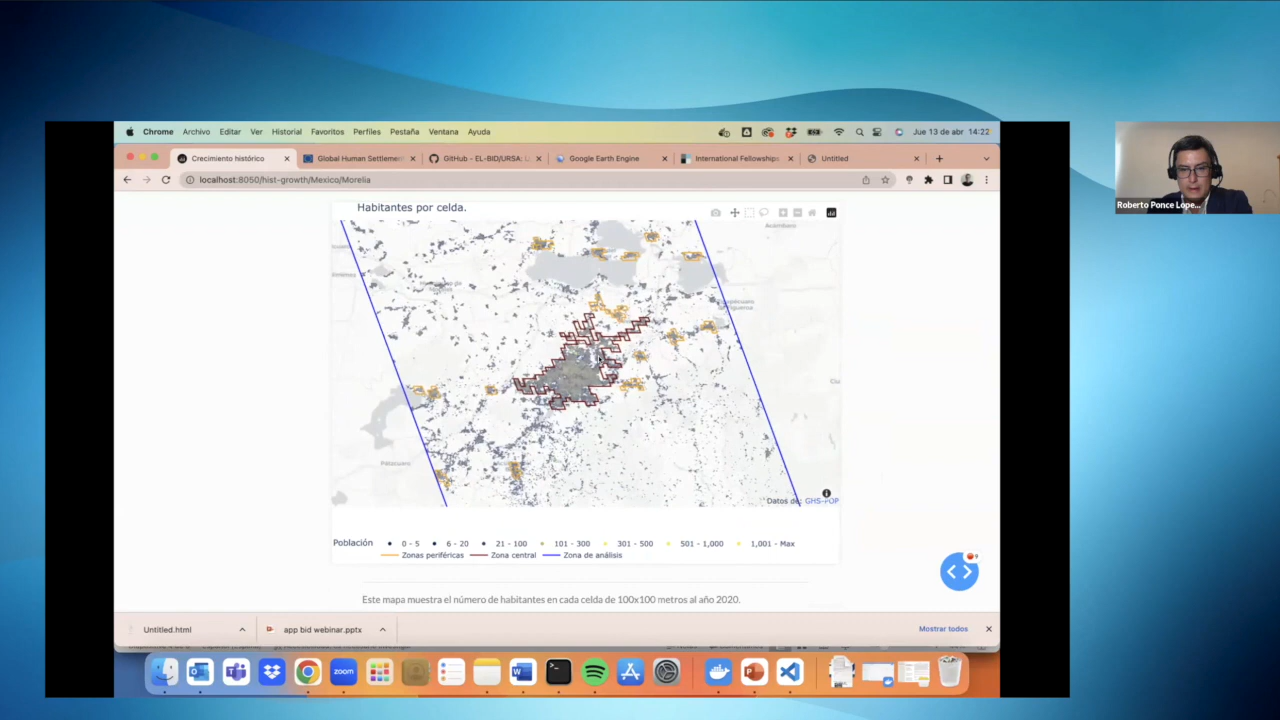 Chrome Archivo Editar Ver Historial Favoritos Perfiles Pestaña Ventana Ayuda Jue 13 de abr 14:22
Crecimiento histórico Global Human Settlemen GitHub - EL-BID/URSA: L Google Earth Engine International Fellowships Untitled
localhost:8050/hist-growth/Mexico/Morelia
Roberto Ponce Lope...
Habitantes por celda.
Acámbaro
Pátzcuaro
Datos de: GHS-POP
Población 0 - 5 6 - 20 21 - 100 101 - 300 301 - 500 501 - 1,000 1,001 - Max
Zonas periféricas Zona central Zona de análisis
Este mapa muestra el número de habitantes en cada celda de 100x100 metros al año 2020.
Untitled.html app bid webinar.pptx Mostrar todos
zoom